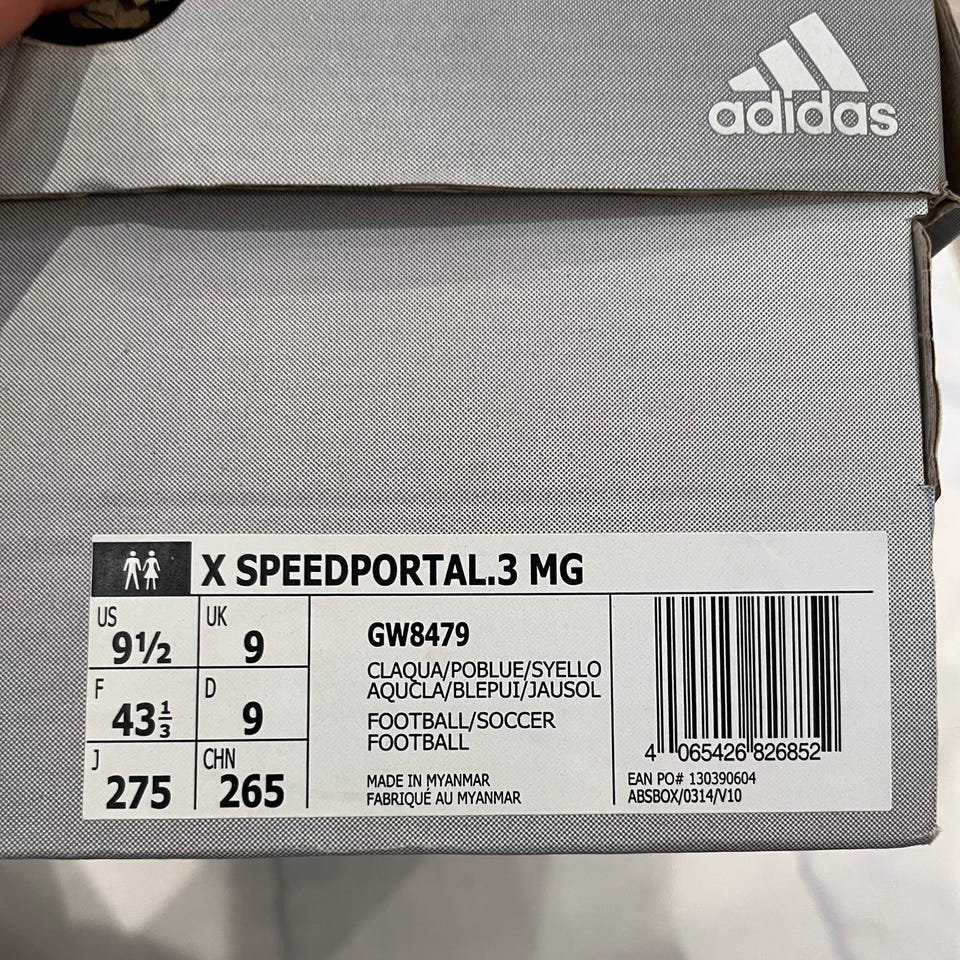 adidas
X SPEEDPORTAL.3 MG
US 9½ UK 9
F 43⅓ D 9
J 275 CHN 265
GW8479
CLAQUA/POBLUE/SYELLO
AQUCLA/BLEPUI/JAUSOL
FOOTBALL/SOCCER
FOOTBALL
MADE IN MYANMAR
FABRIQUÉ AU MYANMAR
4 065426 826852
EAN PO# 130390604
ABSBOX/0314/V10